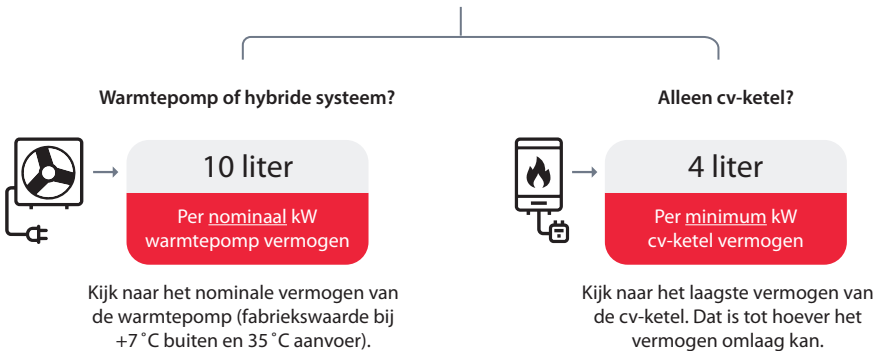 Warmtepomp of hybride systeem?
10 liter
Per nominaal kW
warmtepomp vermogen
Kijk naar het nominale vermogen van
de warmtepomp (fabriekswaarde bij
+7 ˚C buiten en 35 ˚C aanvoer).
Alleen cv-ketel?
4 liter
Per minimum kW
cv-ketel vermogen
Kijk naar het laagste vermogen van
de cv-ketel. Dat is tot hoever het
vermogen omlaag kan.